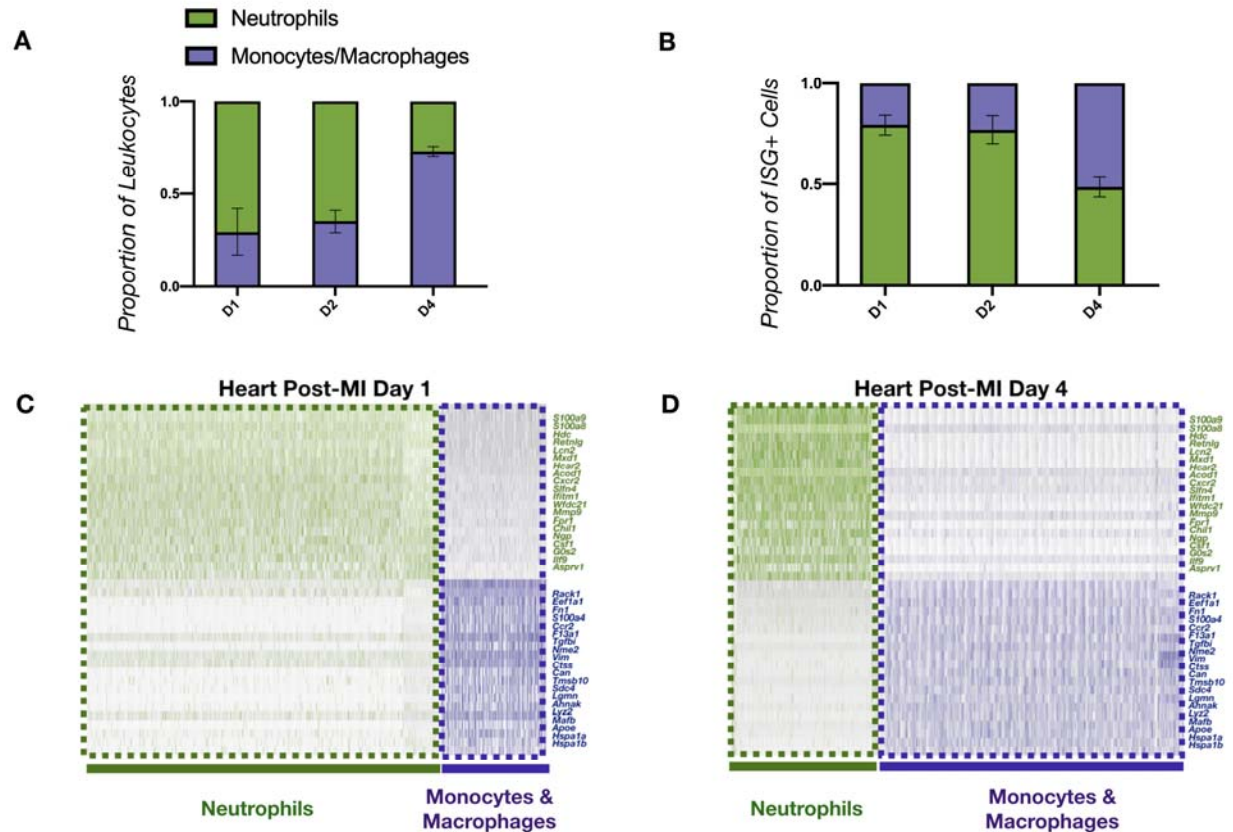 A
Neutrophils
Monocytes/Macrophages
Proportion of Leukocytes
1.0
0.5
0.0
D1
D2
D4
B
Proportion of ISG+ Cells
1.0
0.5
0.0
D1
D2
D4
C
Heart Post-MI Day 1
S100a9
S100a8
Hdc
Retnlg
Lcn2
Mxd1
Hcar2
Acod1
Cxcr2
Slfn4
Ifitm1
Wfdc21
Mmp9
Fpr1
Chil1
Ngp
Csf1
G0s2
Ilf9
Asprv1
Rack1
Eef1a1
Fn1
S100a4
Ccr2
F13a1
Tgfbi
Nme2
Vim
Ctss
Can
Tmsb10
Sdc4
Lgmn
Ahnak
Lyz2
Mafb
Apoe
Hspa1a
Hspa1b
Neutrophils
Monocytes &
Macrophages
D
Heart Post-MI Day 4
S100a9
S100a8
Hdc
Retnlg
Lcn2
Mxd1
Hcar2
Acod1
Cxcr2
Slfn4
Ifitm1
Wfdc21
Mmp9
Fpr1
Chil1
Ngp
Csf1
G0s2
Ilf9
Asprv1
Rack1
Eef1a1
Fn1
S100a4
Ccr2
F13a1
Tgfbi
Nme2
Vim
Ctss
Can
Tmsb10
Sdc4
Lgmn
Ahnak
Lyz2
Mafb
Apoe
Hspa1a
Hspa1b
Neutrophils
Monocytes &
Macrophages